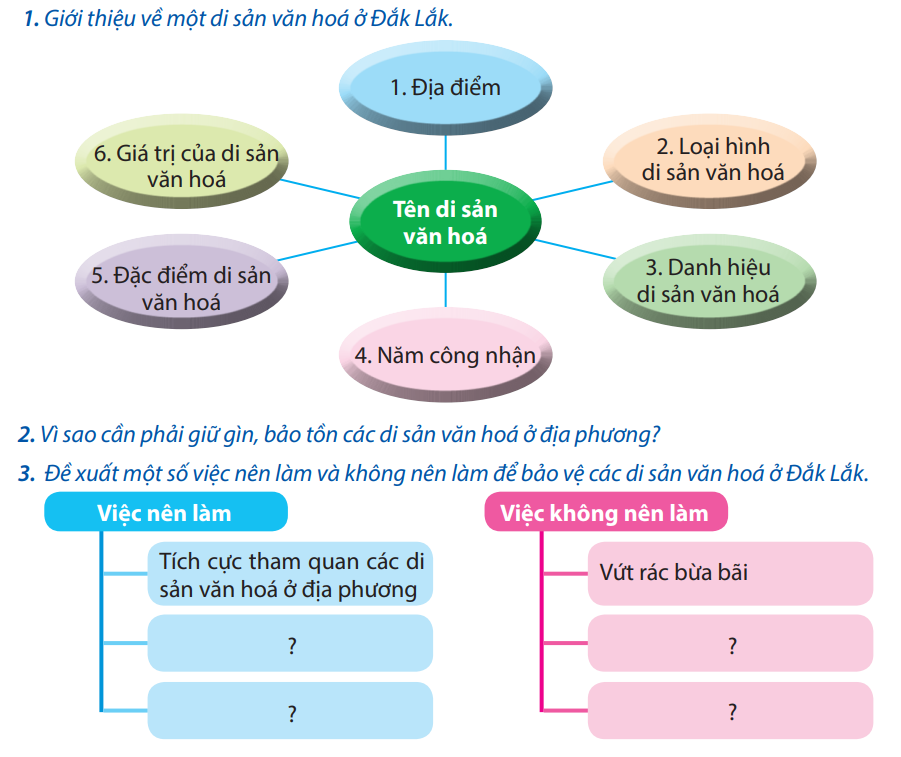 1. Giới thiệu về một di sản văn hoá ở Đắk Lắk.
1. Địa điểm
2. Loại hình
di sản văn hoá
3. Danh hiệu
di sản văn hoá
4. Năm công nhận
5. Đặc điểm di sản
văn hoá
6. Giá trị của di sản
văn hoá
Tên di sản
văn hoá
2. Vì sao cần phải giữ gìn, bảo tồn các di sản văn hoá ở địa phương?
3. Đề xuất một số việc nên làm và không nên làm để bảo vệ các di sản văn hoá ở Đắk Lắk.
Việc nên làm
Tích cực tham quan các di
sản văn hoá ở địa phương
?
?
Việc không nên làm
Vứt rác bừa bãi
?
?